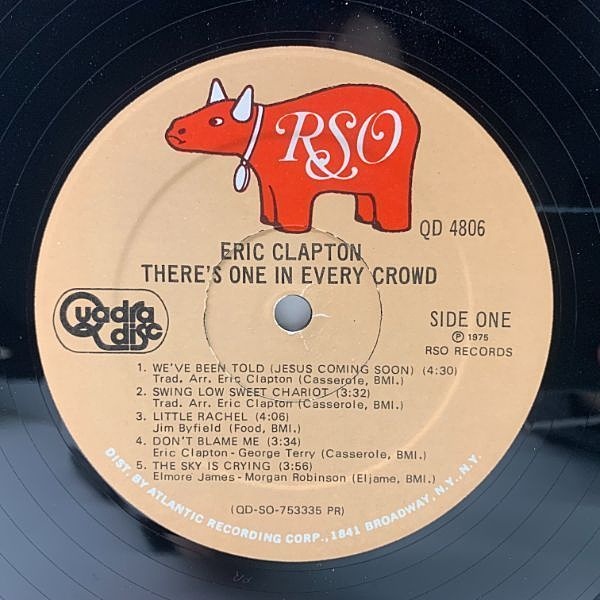 RSO
QD 4806
ERIC CLAPTON
THERE'S ONE IN EVERY CROWD
Quadradisc
SIDE ONE
Ⓟ 1975
RSO RECORDS
1. WE'VE BEEN TOLD (JESUS COMING SOON) (4:30)
Trad. Arr. Eric Clapton (Casserole, BMI.)
2. SWING LOW SWEET CHARIOT (3:32)
Trad. Arr. Eric Clapton (Casserole, BMI.)
3. LITTLE RACHEL (4:06)
Jim Byfield (Food, BMI.)
4. DON'T BLAME ME (3:34)
Eric Clapton - George Terry (Casserole, BMI.)
5. THE SKY IS CRYING (3:56)
Elmore James - Morgan Robinson (Eljame, BMI.)
(QD-SO-753335 PR)
DIST. BY ATLANTIC RECORDING CORP., 1841 BROADWAY, N.Y., N.Y.